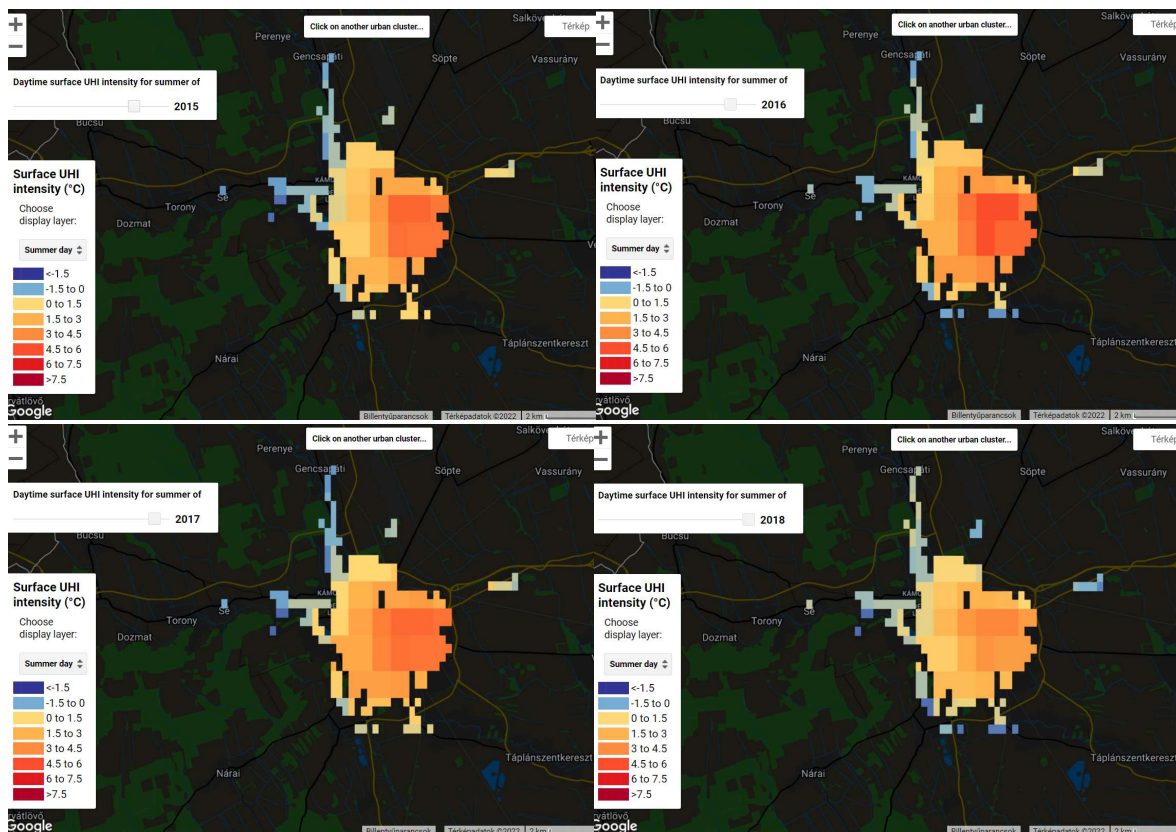 +
−
Click on another urban cluster...
Térkép
Perenye
Gencsapáti
Söpte
Vassurány
Daytime surface UHI intensity for summer of
2015
Bucsu
Surface UHI
intensity (°C)
Choose
display layer:
Summer day
Sé
Torony
Dozmat
<-1.5
-1.5 to 0
0 to 1.5
1.5 to 3
3 to 4.5
4.5 to 6
6 to 7.5
>7.5
Nárai
Táplánszentkereszt
rvátlövő
Google
Billentyűparancsok
Térképadatok ©2022
2 km
+
−
Click on another urban cluster...
Térkép
Perenye
Gencsapáti
Söpte
Vassurány
Daytime surface UHI intensity for summer of
2016
Bucsu
Surface UHI
intensity (°C)
Choose
display layer:
Summer day
Sé
Torony
Dozmat
<-1.5
-1.5 to 0
0 to 1.5
1.5 to 3
3 to 4.5
4.5 to 6
6 to 7.5
>7.5
Nárai
Táplánszentkereszt
Google
Billentyűparancsok
Térképadatok ©2022
2 km
+
−
Click on another urban cluster...
Térkép
Perenye
Gencsapáti
Söpte
Vassurány
Daytime surface UHI intensity for summer of
2017
Bucsu
Surface UHI
intensity (°C)
Choose
display layer:
Summer day
Sé
Torony
Dozmat
<-1.5
-1.5 to 0
0 to 1.5
1.5 to 3
3 to 4.5
4.5 to 6
6 to 7.5
>7.5
Nárai
Táplánszentkereszt
rvátlövő
Google
Billentyűparancsok
Térképadatok ©2022
2 km
+
−
Click on another urban cluster...
Térkép
Perenye
Gencsapáti
Söpte
Vassurány
Daytime surface UHI intensity for summer of
2018
Bucsu
Surface UHI
intensity (°C)
Choose
display layer:
Summer day
Sé
Torony
Dozmat
<-1.5
-1.5 to 0
0 to 1.5
1.5 to 3
3 to 4.5
4.5 to 6
6 to 7.5
>7.5
Nárai
Táplánszentkereszt
rvátlövő
Google
Billentyűparancsok
Térképadatok ©2022
2 km